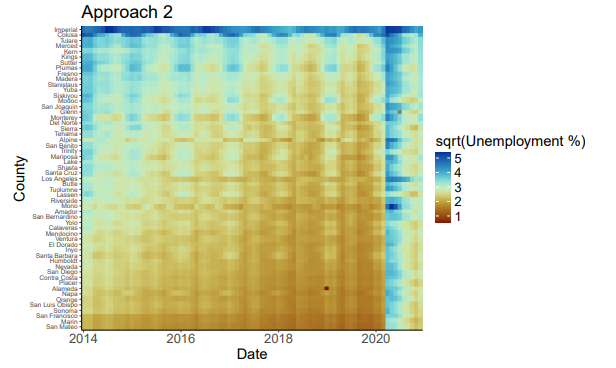 Approach 2
Imperial
Colusa
Tulare
Merced
Kern
Kings
Sutter
Plumas
Fresno
Madera
Stanislaus
Yuba
Siskiyou
Modoc
San Joaquin
Glenn
Monterey
Del Norte
Sierra
Tehama
Alpine
San Benito
Trinity
Mariposa
Lake
Shasta
Santa Cruz
Los Angeles
Butte
Tuolumne
Lassen
Riverside
Mono
Amador
San Bernardino
Yolo
Calaveras
Mendocino
Ventura
El Dorado
Inyo
Santa Barbara
Humboldt
Nevada
San Diego
Contra Costa
Placer
Alameda
Napa
Orange
San Luis Obispo
Sonoma
San Francisco
Marin
San Mateo
County
2014 2016 2018 2020
Date
sqrt(Unemployment %)
5
4
3
2
1